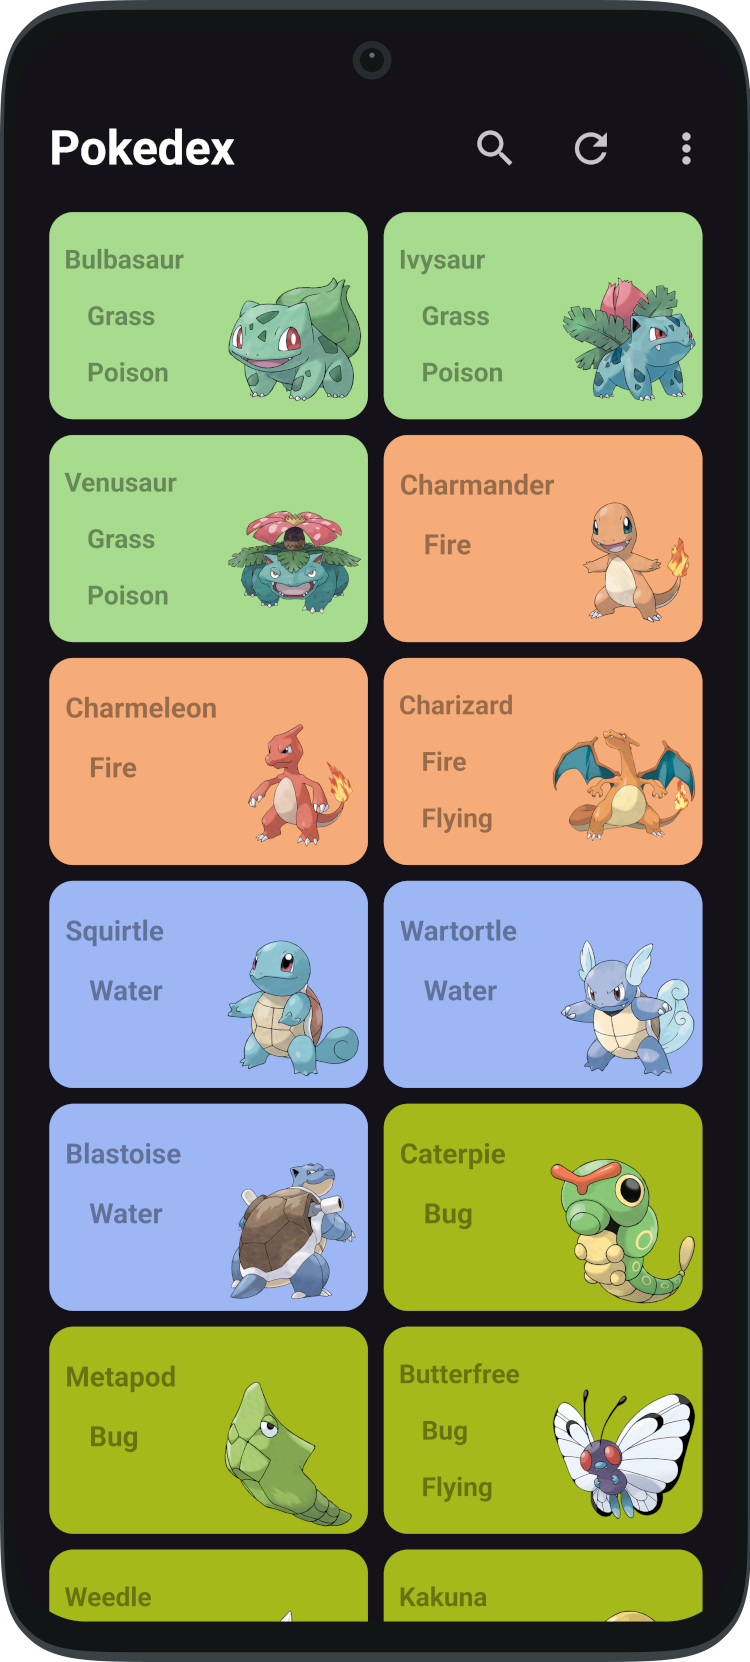 Pokedex
Bulbasaur
Grass
Poison
Ivysaur
Grass
Poison
Venusaur
Grass
Poison
Charmander
Fire
Charmeleon
Fire
Charizard
Fire
Flying
Squirtle
Water
Wartortle
Water
Blastoise
Water
Caterpie
Bug
Metapod
Bug
Butterfree
Bug
Flying
Weedle
Kakuna